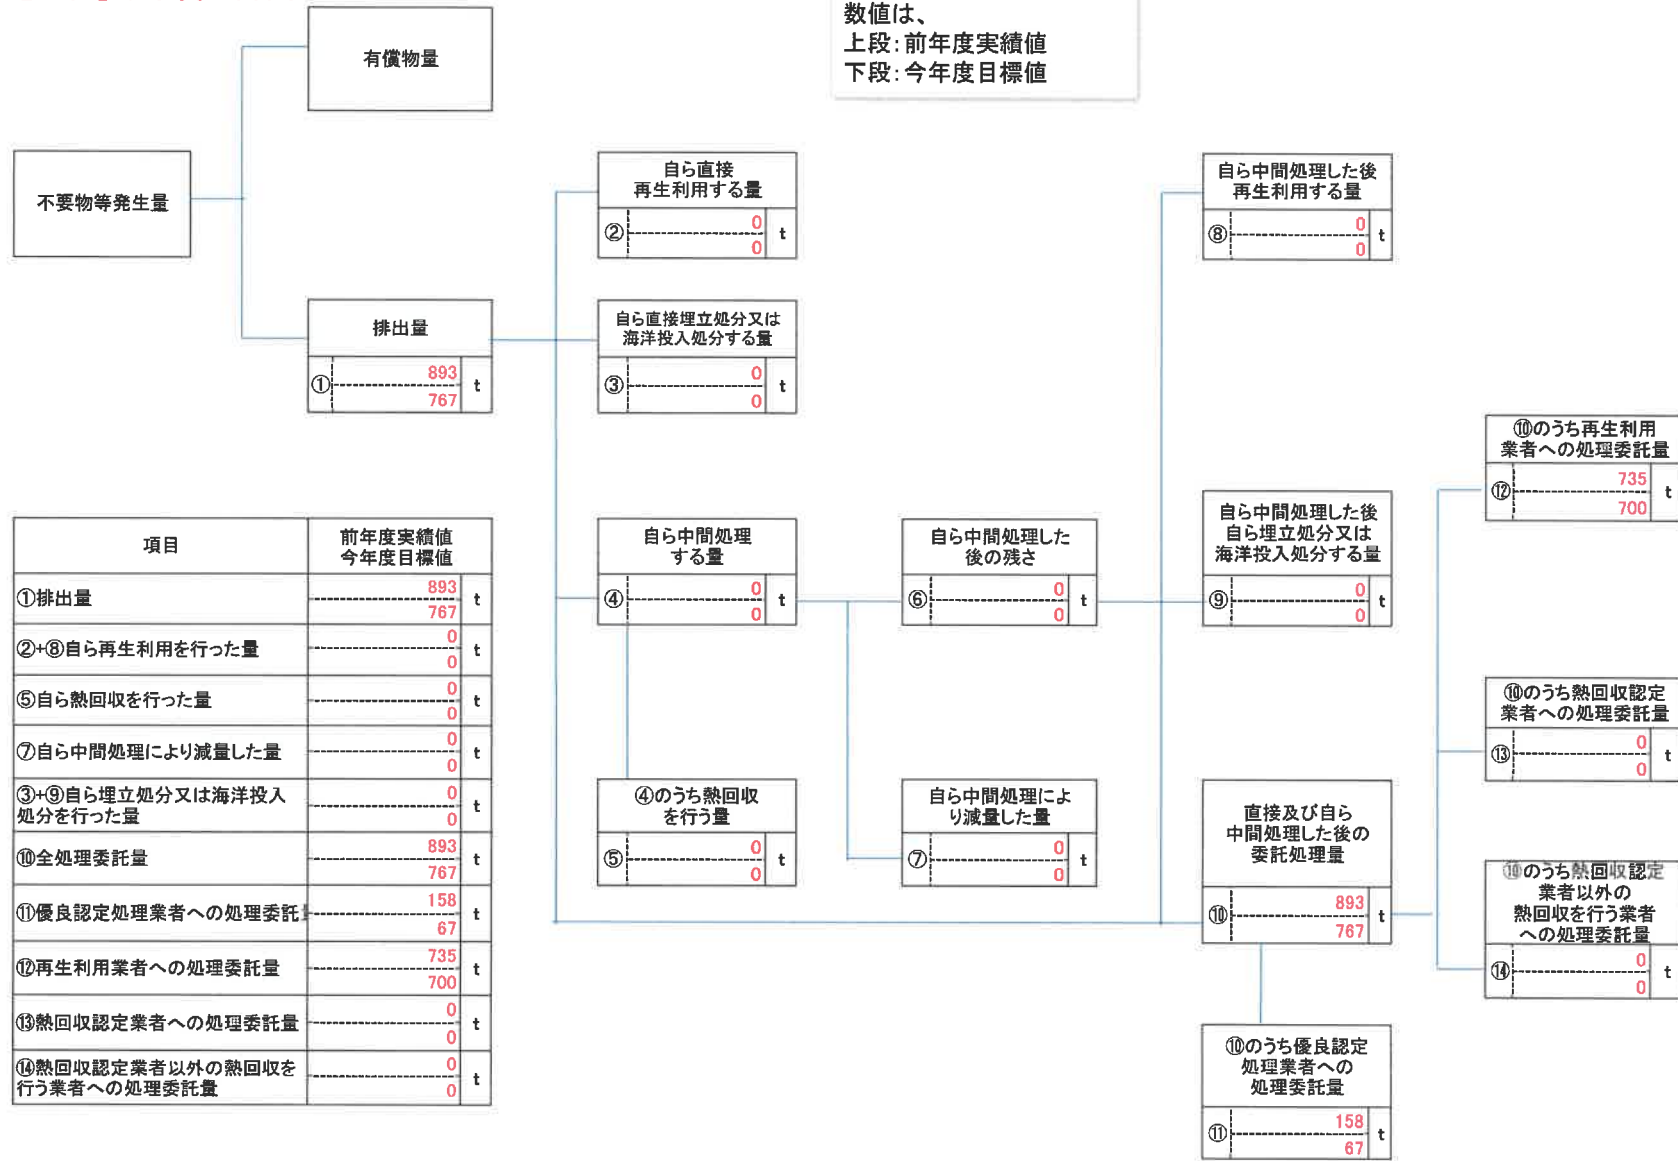 数値は、
上段：前年度実績値
下段：今年度目標値
有償物量
不要物等発生量
排出量
①
893
767
t
自ら直接
再生利用する量
②
0
0
t
自ら直接埋立処分又は
海洋投入処分する量
③
0
0
t
自ら中間処理
する量
④
0
0
t
④のうち熱回収
を行う量
⑤
0
0
t
自ら中間処理した
後の残さ
⑥
0
0
t
自ら中間処理によ
り減量した量
⑦
0
0
t
自ら中間処理した後
再生利用する量
⑧
0
0
t
自ら中間処理した後
自ら埋立処分又は
海洋投入処分する量
⑨
0
0
t
直接及び自ら
中間処理した後の
委託処理量
⑩
893
767
t
⑩のうち優良認定
処理業者への
処理委託量
⑪
158
67
t
⑩のうち再生利用
業者への処理委託量
⑫
735
700
t
⑩のうち熱回収認定
業者への処理委託量
⑬
0
0
t
⑩のうち熱回収認定
業者以外の
熱回収を行う業者
への処理委託量
⑭
0
0
t
項目
前年度実績値
今年度目標値
①排出量
893
767
t
②+⑧自ら再生利用を行った量
0
0
t
⑤自ら熱回収を行った量
0
0
t
⑦自ら中間処理により減量した量
0
0
t
③+⑨自ら埋立処分又は海洋投入
処分を行った量
0
0
t
⑩全処理委託量
893
767
t
⑪優良認定処理業者への処理委託
158
67
t
⑫再生利用業者への処理委託量
735
700
t
⑬熱回収認定業者への処理委託量
0
0
t
⑭熱回収認定業者以外の熱回収を
行う業者への処理委託量
0
0
t